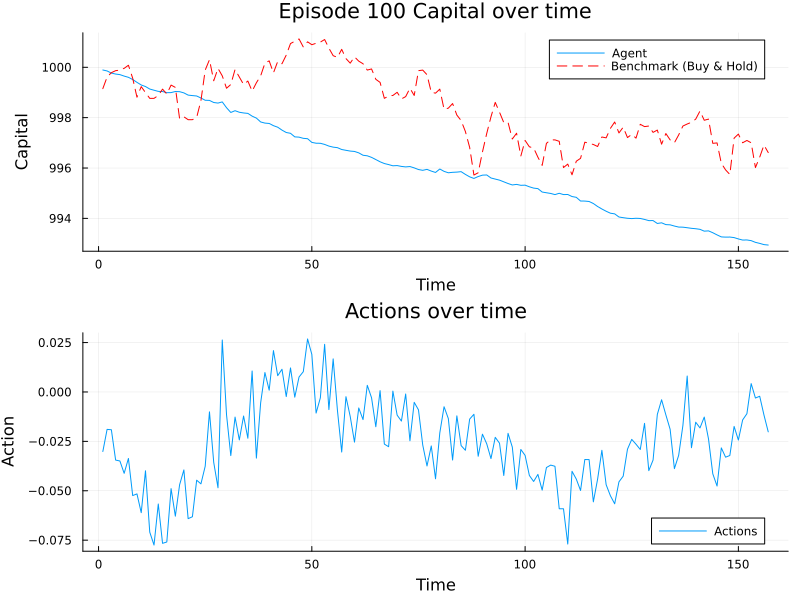 Episode 100 Capital over time
Capital
1000
998
996
994
Agent
Benchmark (Buy & Hold)
0
50
100
150
Time
Actions over time
Action
0.025
0.000
−0.025
−0.050
−0.075
Actions
0
50
100
150
Time